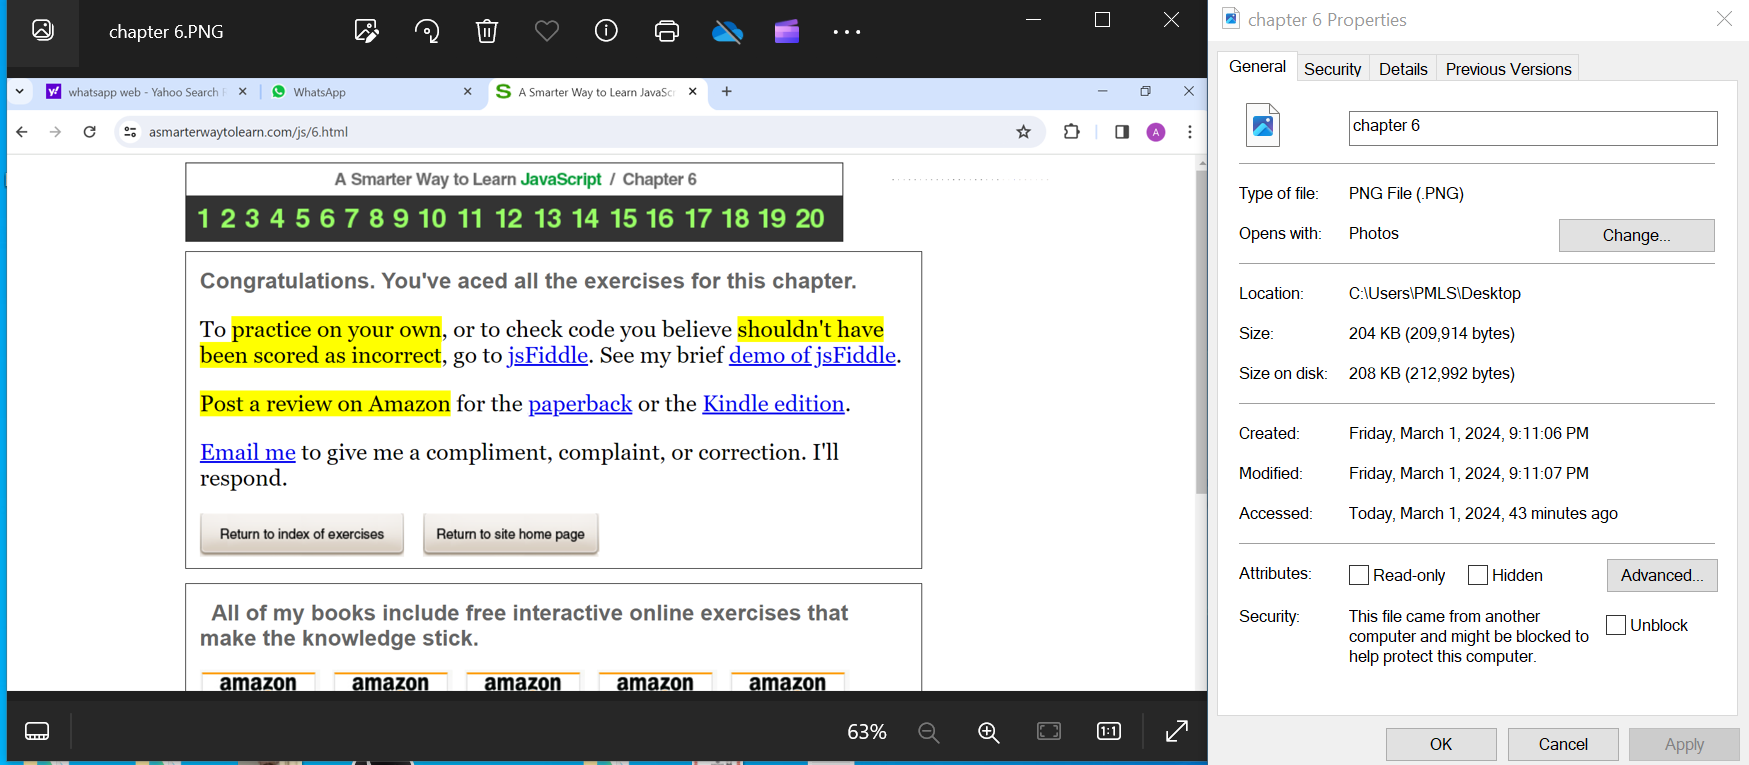 chapter 6.PNG
whatsapp web - Yahoo Search
WhatsApp
A Smarter Way to Learn JavaSc
asmarterwaytolearn.com/js/6.html
A
A Smarter Way to Learn JavaScript / Chapter 6
1 2 3 4 5 6 7 8 9 10 11 12 13 14 15 16 17 18 19 20
Congratulations. You've aced all the exercises for this chapter.
To practice on your own, or to check code you believe shouldn't have
been scored as incorrect, go to jsFiddle. See my brief demo of jsFiddle.
Post a review on Amazon for the paperback or the Kindle edition.
Email me to give me a compliment, complaint, or correction. I'll
respond.
Return to index of exercises
Return to site home page
All of my books include free interactive online exercises that
make the knowledge stick.
amazon amazon amazon amazon amazon
63%
1:1
chapter 6 Properties
General Security Details Previous Versions
chapter 6
Type of file: PNG File (.PNG)
Opens with: Photos Change...
Location: C:\Users\PMLS\Desktop
Size: 204 KB (209,914 bytes)
Size on disk: 208 KB (212,992 bytes)
Created: Friday, March 1, 2024, 9:11:06 PM
Modified: Friday, March 1, 2024, 9:11:07 PM
Accessed: Today, March 1, 2024, 43 minutes ago
Attributes: Read-only Hidden Advanced...
Security: This file came from another
computer and might be blocked to
help protect this computer.
Unblock
OK Cancel Apply